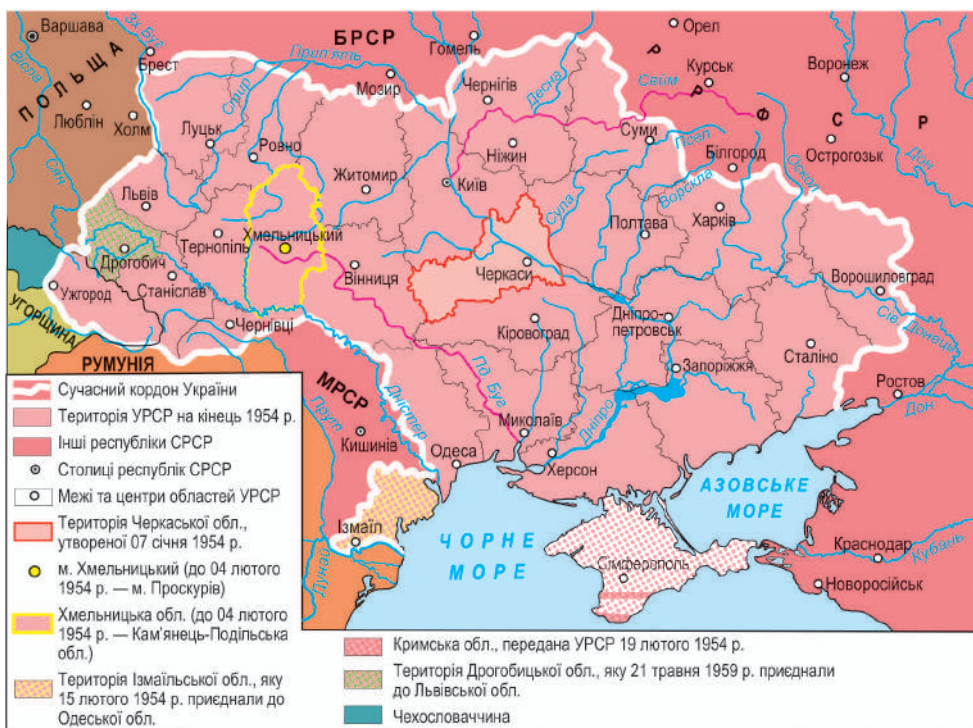 Варшава
Зх. Буг
Орел
БРСР
Гомель
Вісла
Прип'ять
Курськ
Воронеж
Брест
Чернігів
Десна
Сейм
Р
Р
Ф
С
Р
ПОЛЬЩА
Мозир
Стир
Люблін
Холм
Луцьк
Ровно
Суми
Псел
Острогозьк
Ніжин
Білгород
Оскол
Дон
Житомир
Київ
Сян
Сула
Ворскла
Львів
Полтава
Харків
Тернопіль
Хмельницький
Дрогобич
Вінниця
Черкаси
Ворошиловград
Станіслав
Ужгород
Дніпро-
петровськ
Сів. Донець
Чернівці
Кіровоград
УГОРЩИНА
Сталіно
РУМУНІЯ
Запоріжжя
МРСР
Дністер
Пд. Буг
Ростов
Дон
Прут
Миколаїв
Дніпро
Кишинів
Одеса
Херсон
АЗОВСЬКЕ
МОРЕ
Ізмаїл
ЧОРНЕ
МОРЕ
Дунай
Сімферополь
Краснодар
Кубань
Новоросійськ
Сучасний кордон України
Територія УРСР на кінець 1954 р.
Інші республіки СРСР
Столиці республік СРСР
Межі та центри областей УРСР
Територія Черкаської обл.,
утвореної 07 січня 1954 р.
м. Хмельницький (до 04 лютого
1954 р. — м. Проскурів)
Хмельницька обл. (до 04 лютого
1954 р. — Кам'янець-Подільська
обл.)
Територія Ізмаїльської обл., яку
15 лютого 1954 р. приєднали до
Одеської обл.
Кримська обл., передана УРСР 19 лютого 1954 р.
Територія Дрогобицької обл., яку 21 травня 1959 р. приєднали
до Львівської обл.
Чехословаччина